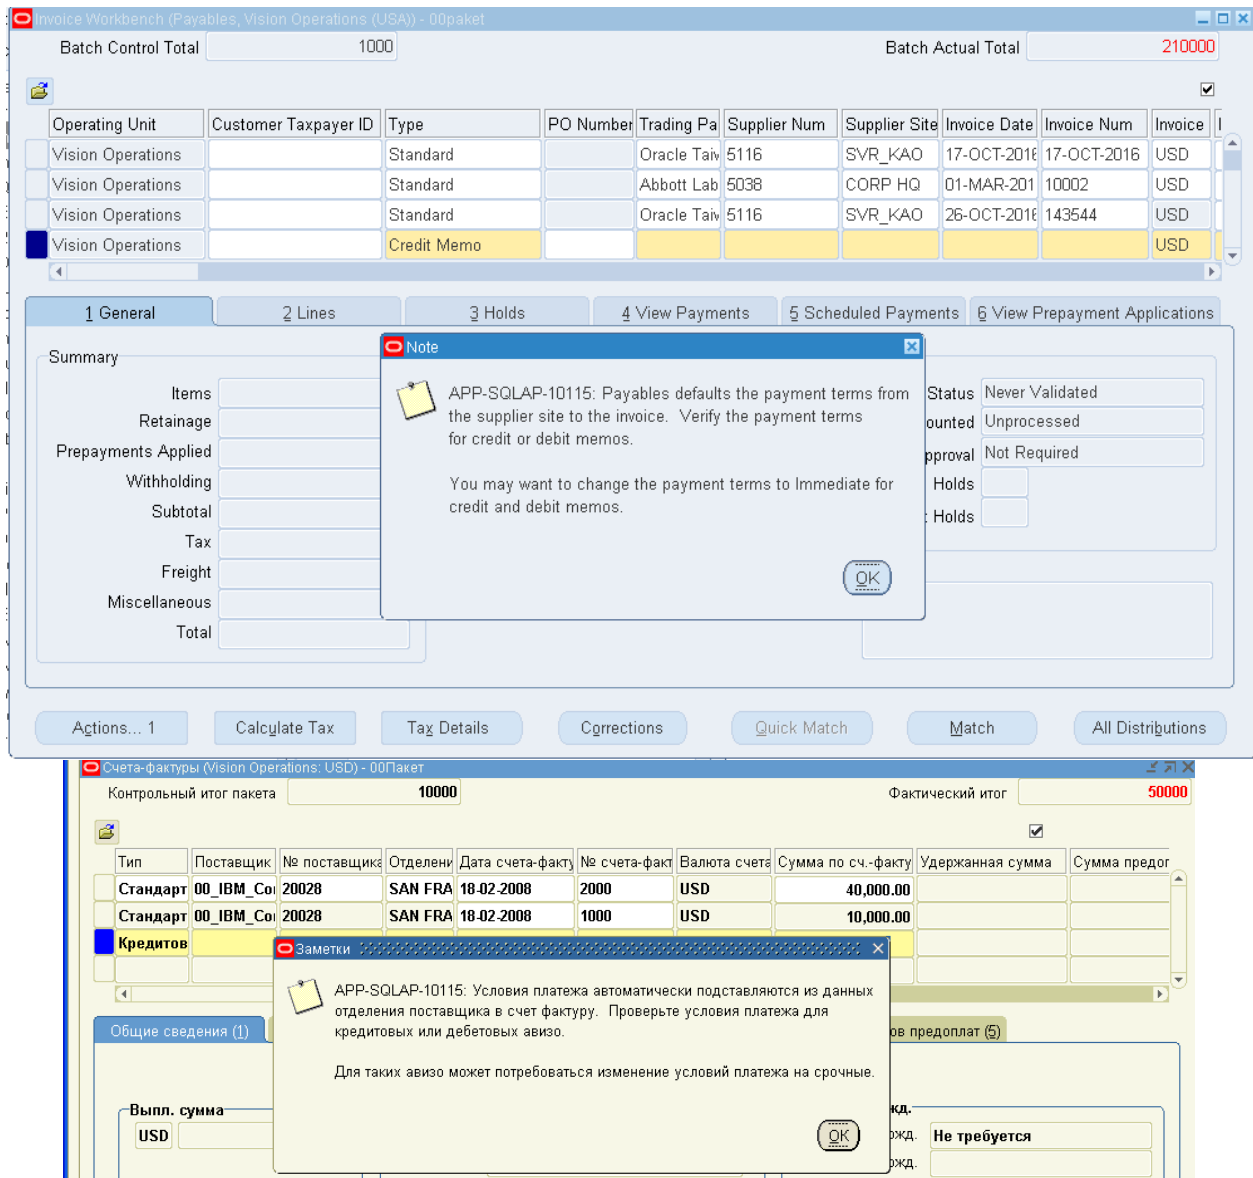 Invoice Workbench (Payables, Vision Operations (USA)) - 00paket
Batch Control Total 1000 Batch Actual Total 210000
Operating Unit Customer Taxpayer ID Type PO Number Trading Pa Supplier Num Supplier Site Invoice Date Invoice Num Invoice
Vision Operations Standard Oracle Taiv 5116 SVR_KAO 17-OCT-2016 17-OCT-2016 USD
Vision Operations Standard Abbott Lab 5038 CORP HQ 01-MAR-201 10002 USD
Vision Operations Standard Oracle Taiv 5116 SVR_KAO 26-OCT-2016 143544 USD
Vision Operations Credit Memo USD
1 General 2 Lines 3 Holds 4 View Payments 5 Scheduled Payments 6 View Prepayment Applications
Summary
Items
Retainage
Prepayments Applied
Withholding
Subtotal
Tax
Freight
Miscellaneous
Total
Note
APP-SQLAP-10115: Payables defaults the payment terms from
the supplier site to the invoice. Verify the payment terms
for credit or debit memos.
You may want to change the payment terms to Immediate for
credit and debit memos.
OK
Status Never Validated
ounted Unprocessed
pproval Not Required
Holds
Holds
Actions... 1 Calculate Tax Tax Details Corrections Quick Match Match All Distributions
Счета-фактуры (Vision Operations: USD) - 00Пакет
Контрольный итог пакета 10000 Фактический итог 50000
Тип Поставщик № поставщика Отделени Дата счета-факту № счета-факт Валюта счета Сумма по сч.-факту Удержанная сумма Сумма предог
Стандарт 00_IBM_Co 20028 SAN FRA 18-02-2008 2000 USD 40,000.00
Стандарт 00_IBM_Co 20028 SAN FRA 18-02-2008 1000 USD 10,000.00
Кредитов
Заметки
APP-SQLAP-10115: Условия платежа автоматически подставляются из данных
отделения поставщика в счет фактуру. Проверьте условия платежа для
кредитовых или дебетовых авизо.
Для таких авизо может потребоваться изменение условий платежа на срочные.
OK
Общие сведения (1) ов предоплат (5)
Выпл. сумма
USD
жд.
ржд. Не требуется
ржд.